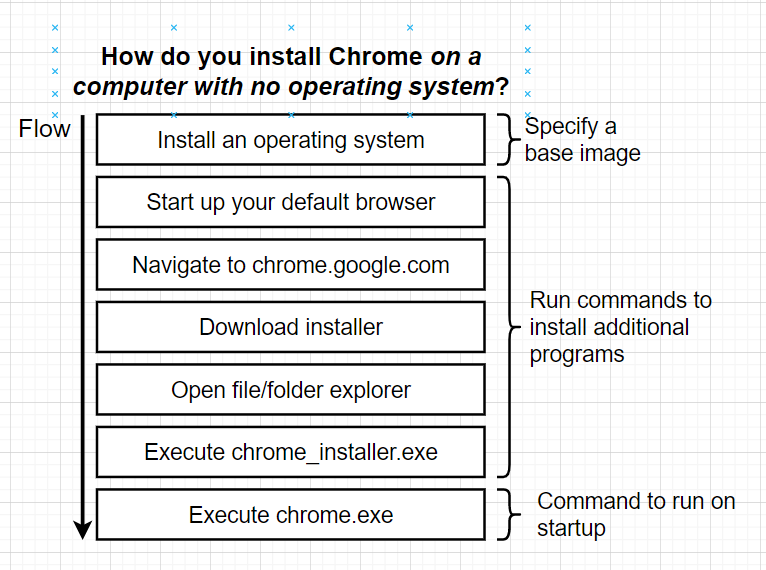 How do you install Chrome on a
computer with no operating system?
Flow
Install an operating system
Specify a
base image
Start up your default browser
Navigate to chrome.google.com
Download installer
Open file/folder explorer
Execute chrome_installer.exe
Run commands to
install additional
programs
Execute chrome.exe
Command to run on
startup